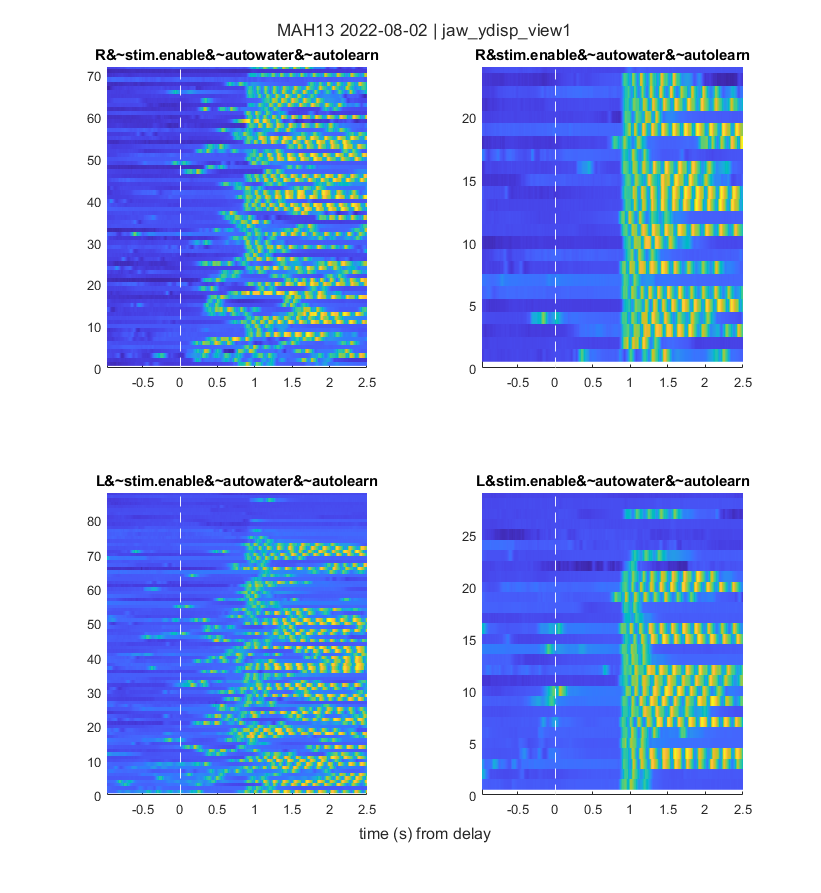 MAH13 2022-08-02 | jaw_ydisp_view1
R&~stim.enable&~autowater&~autolearn
R&stim.enable&~autowater&~autolearn
70
60
50
40
30
20
10
0
-0.5 0 0.5 1 1.5 2 2.5
20
15
10
5
0
-0.5 0 0.5 1 1.5 2 2.5
L&~stim.enable&~autowater&~autolearn
L&stim.enable&~autowater&~autolearn
80
70
60
50
40
30
20
10
0
-0.5 0 0.5 1 1.5 2 2.5
25
20
15
10
5
0
-0.5 0 0.5 1 1.5 2 2.5
time (s) from delay